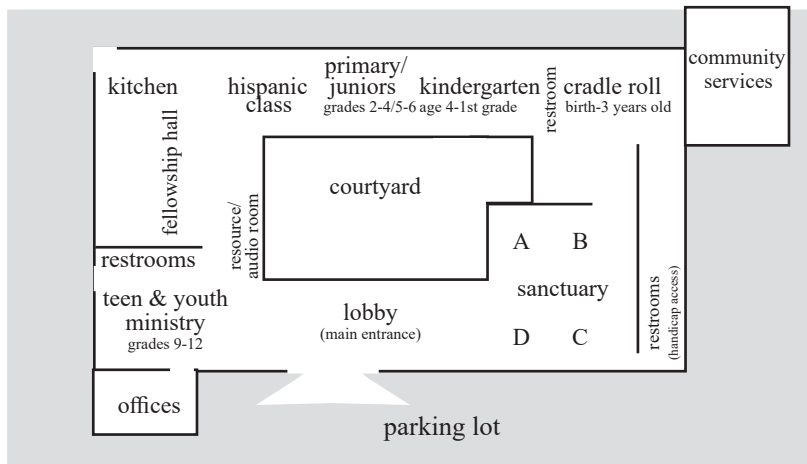 kitchen
hispanic
class
primary/
juniors
grades 2-4/5-6
kindergarten
age 4-1st grade
restroom
cradle roll
birth-3 years old
community
services
fellowship hall
resource/
audio room
courtyard
A
B
sanctuary
D
C
restrooms
(handicap access)
restrooms
teen & youth
ministry
grades 9-12
lobby
(main entrance)
offices
parking lot